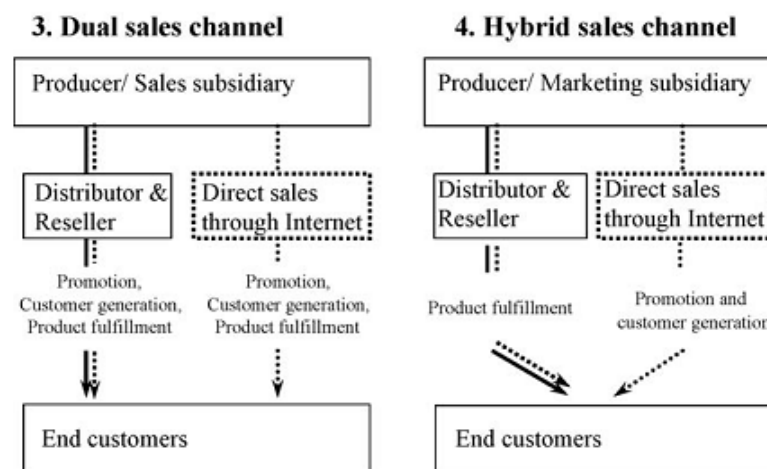 3. Dual sales channel
Producer/ Sales subsidiary
Distributor &
Reseller
Direct sales
through Internet
Promotion,
Customer generation,
Product fulfillment
Promotion,
Customer generation,
Product fulfillment
End customers
4. Hybrid sales channel
Producer/ Marketing subsidiary
Distributor &
Reseller
Direct sales
through Internet
Product fulfillment
Promotion and
customer generation
End customers